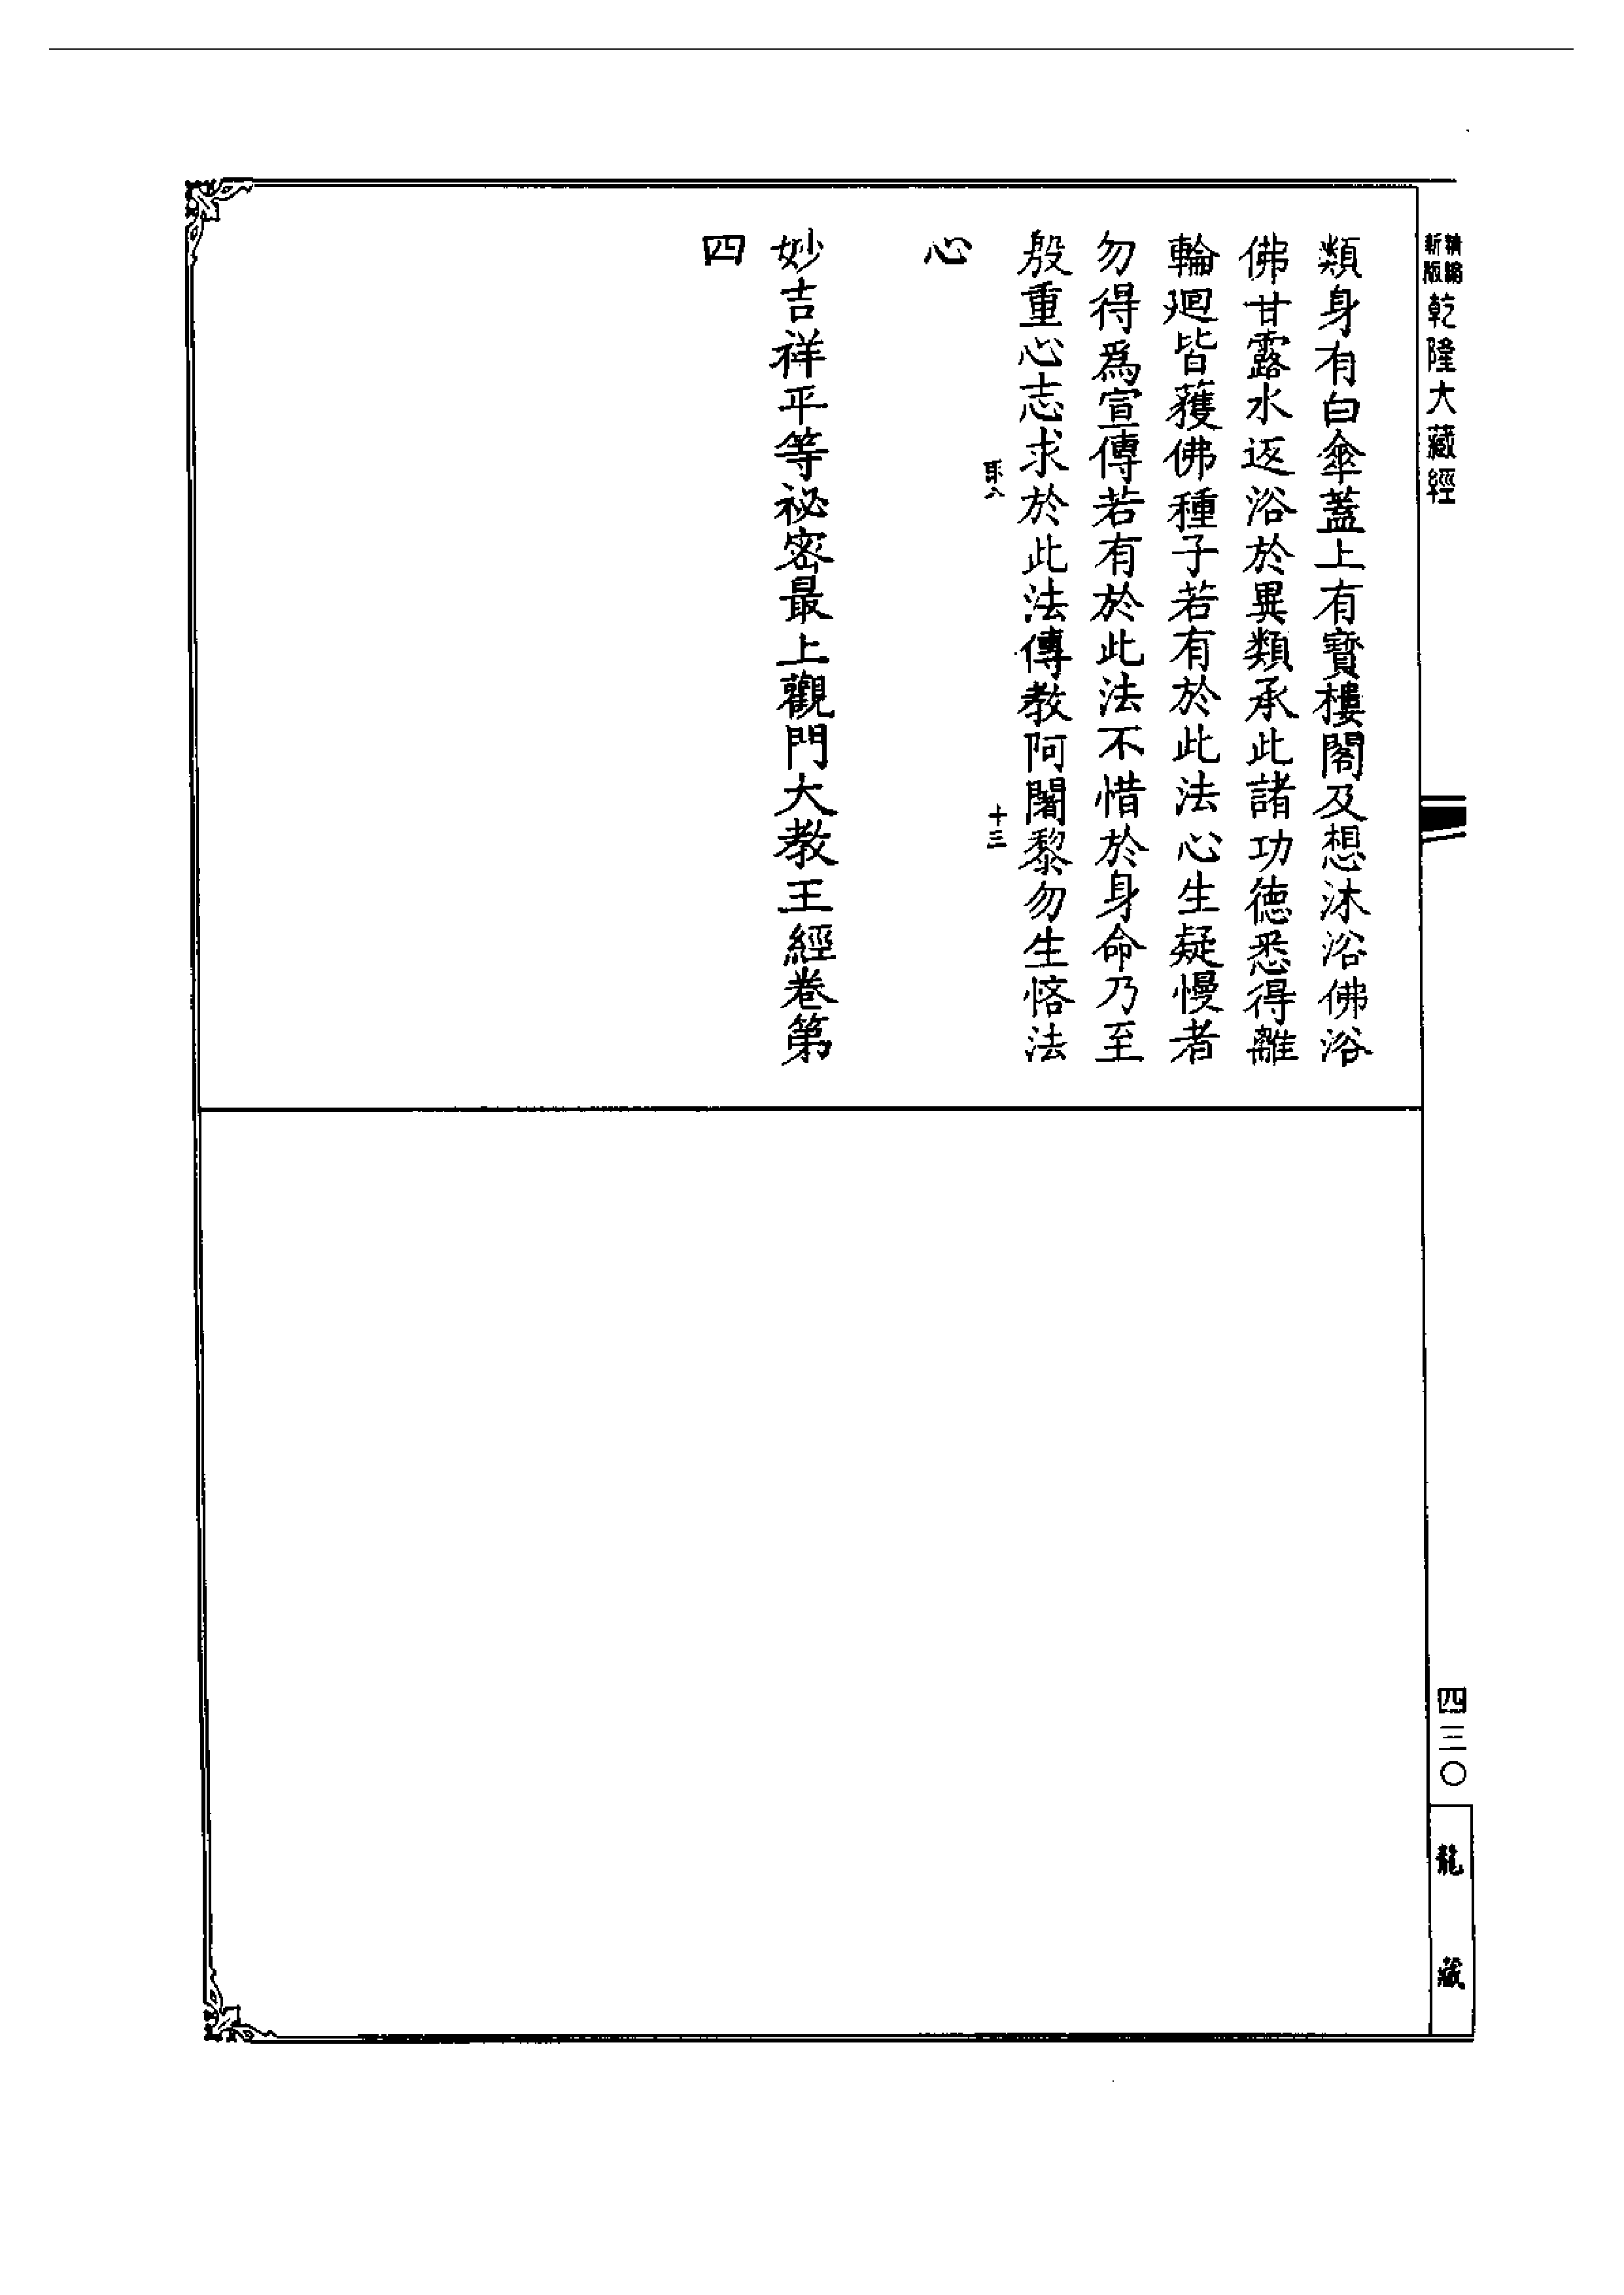 新版
精編
乾隆大藏經
類身有白傘蓋上有寶樓閣及想沐浴佛浴
佛甘露水返浴於異類承此諸功德悉得離
輪迴皆獲佛種子若有於此法心生疑慢者
勿得爲宣傳若有於此法不惜於身命乃至
殷重心志求於此法傳教阿闍黎勿生悋法
十三
心
妙吉祥平等祕密最上觀門大教王經卷第
四
四三〇
龍藏